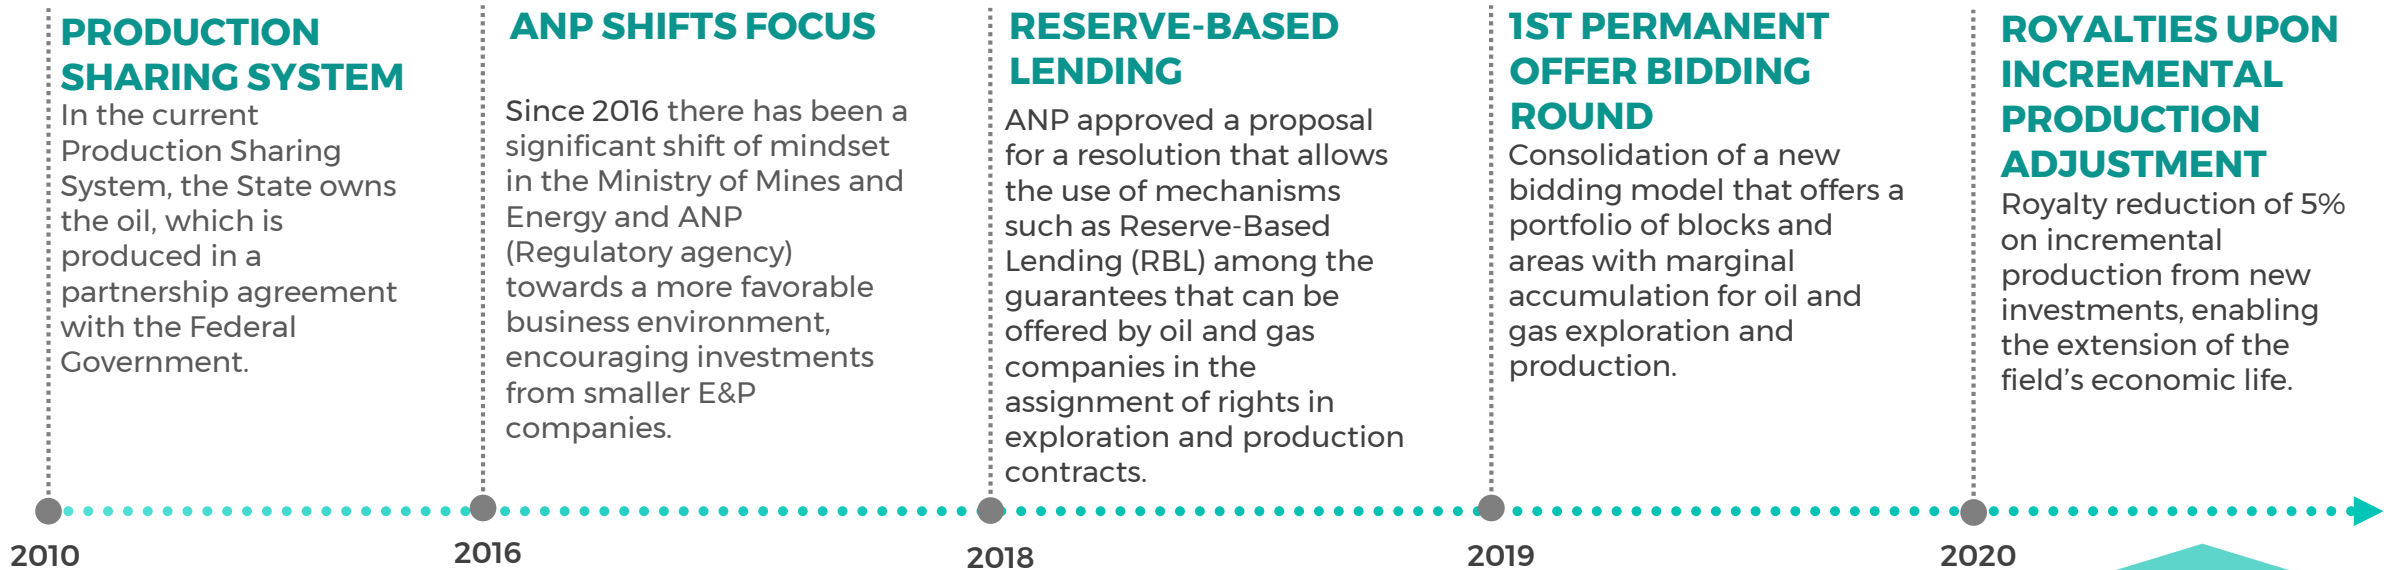 PRODUCTION
SHARING SYSTEM
In the current
Production Sharing
System, the State owns
the oil, which is
produced in a
partnership agreement
with the Federal
Government.
ANP SHIFTS FOCUS
Since 2016 there has been a
significant shift of mindset
in the Ministry of Mines and
Energy and ANP
(Regulatory agency)
towards a more favorable
business environment,
encouraging investments
from smaller E&P
companies.
RESERVE-BASED
LENDING
ANP approved a proposal
for a resolution that allows
the use of mechanisms
such as Reserve-Based
Lending (RBL) among the
guarantees that can be
offered by oil and gas
companies in the
assignment of rights in
exploration and production
contracts.
1ST PERMANENT
OFFER BIDDING
ROUND
Consolidation of a new
bidding model that offers a
portfolio of blocks and
areas with marginal
accumulation for oil and
gas exploration and
production.
ROYALTIES UPON
INCREMENTAL
PRODUCTION
ADJUSTMENT
Royalty reduction of 5%
on incremental
production from new
investments, enabling
the extension of the
field’s economic life.
2010
2016
2018
2019
2020